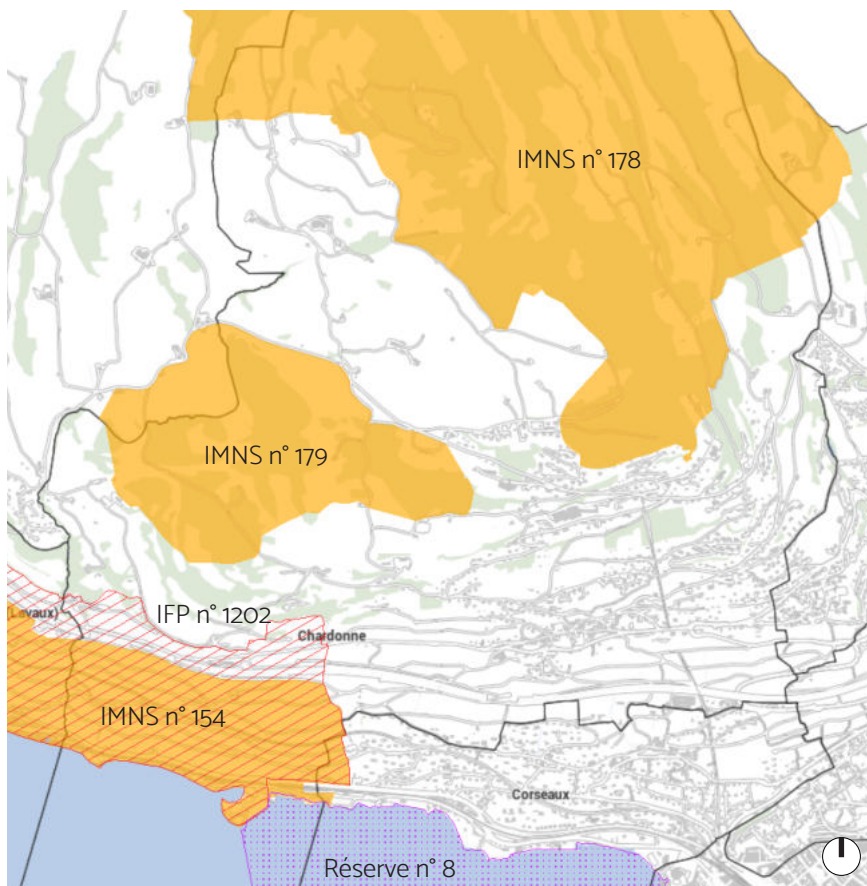 IMNS n° 178
IMNS n° 179
IFP n° 1202
(Lavaux)
Chardonne
IMNS n° 154
Corseaux
Réserve n° 8